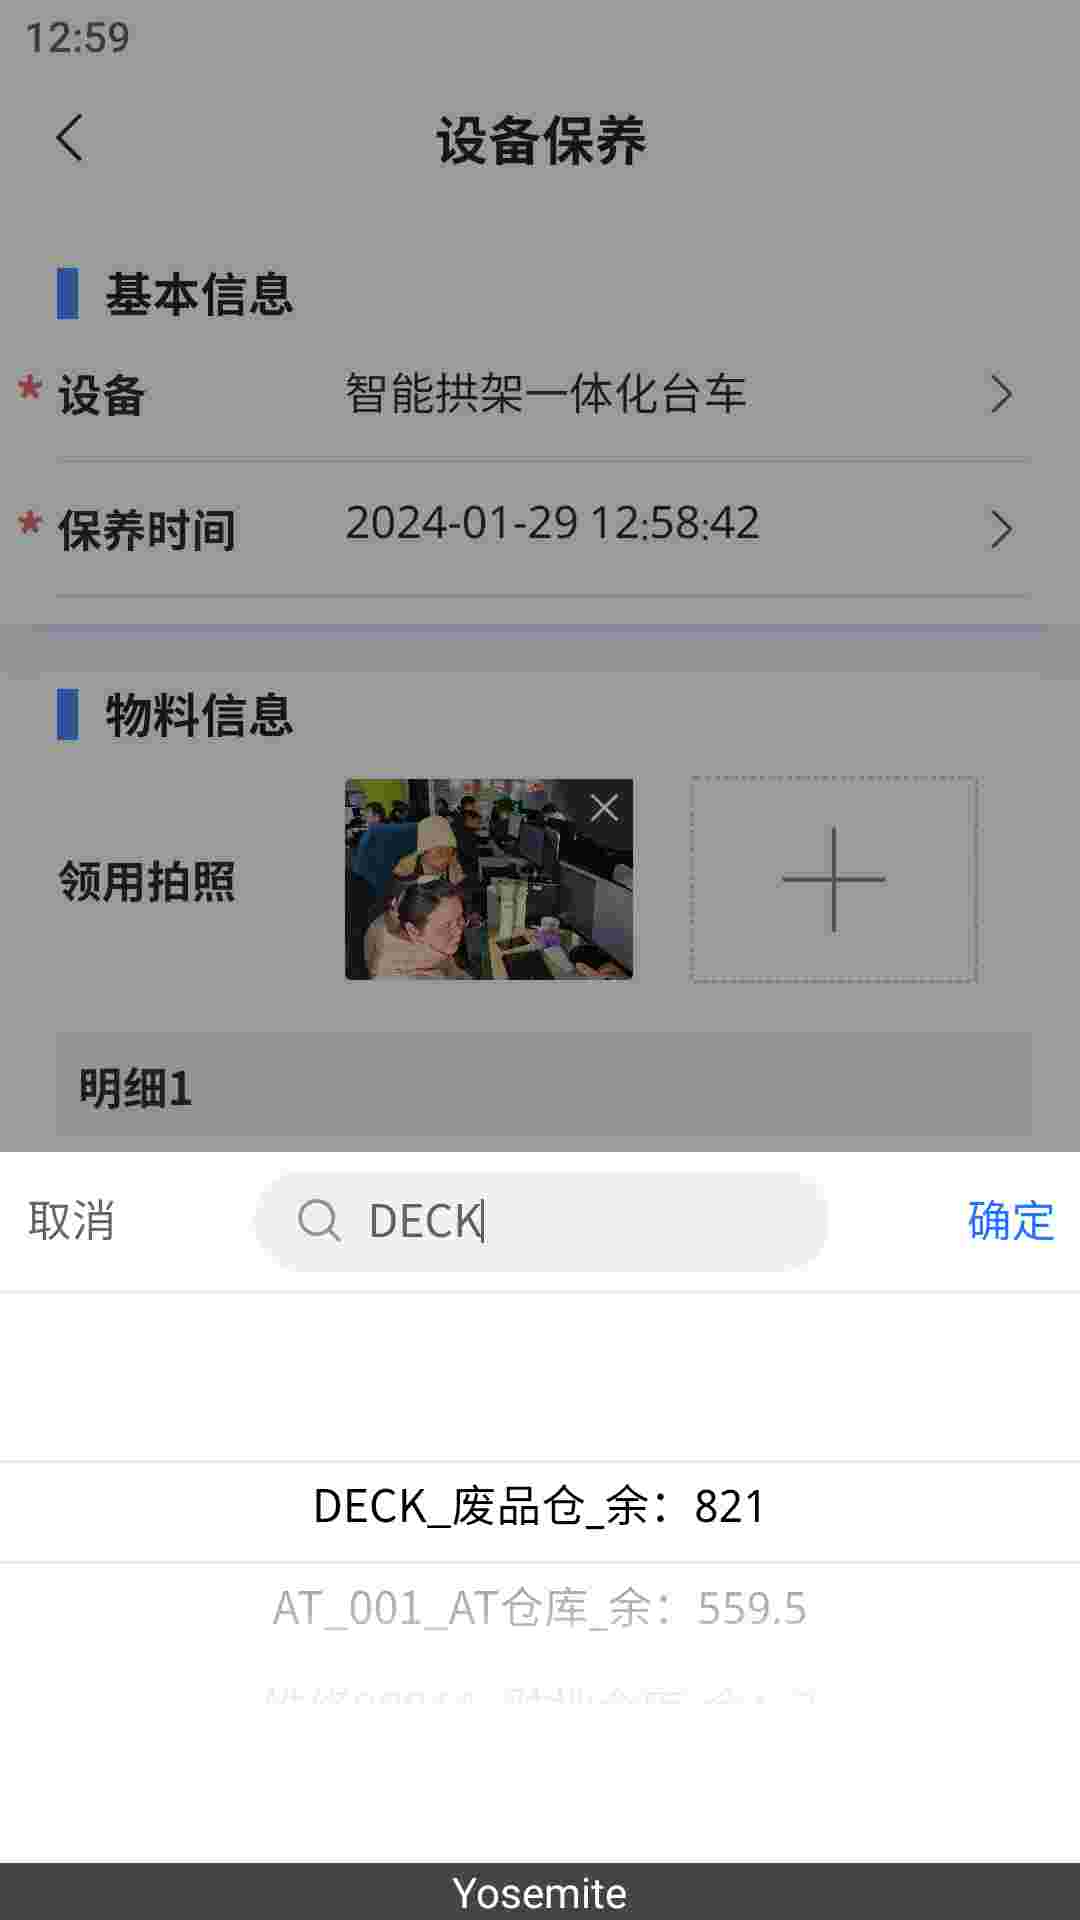 12:59
设备保养
基本信息
* 设备 智能拱架一体化台车
* 保养时间 2024-01-29 12:58:42
物料信息
领用拍照
明细1
取消 DECK 确定
DECK_废品仓_余：821
AT_001_AT仓库_余：559.5
Yosemite